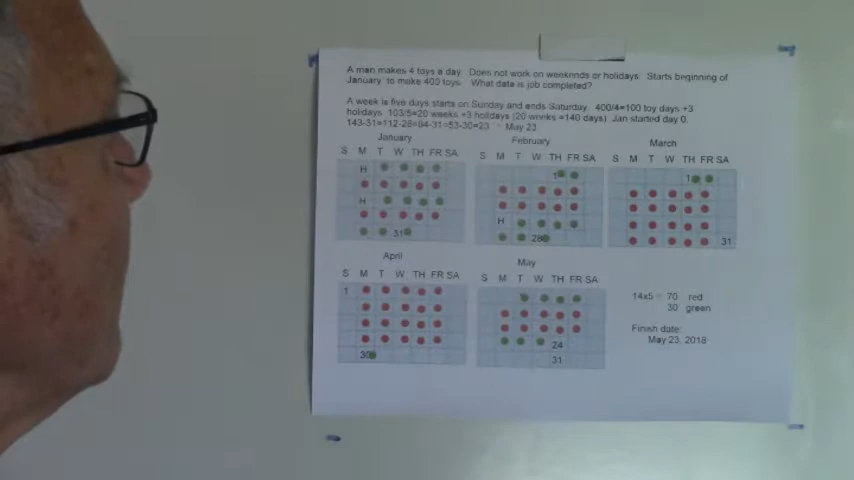 A man makes 4 toys a day. Does not work on weeknnds or holidays. Starts beginning of
January to make 400 toys. What data is job completed?
A week is five days starts on Sunday and ends Saturday. 400/4=100 toy days +3
holidays. 103/5=20 weeks +3 holidays (20 weeks =140 days) Jan started day 0.
143-31=112-28=84-31=53-30=23 - May 23
January
S M T W TH FR SA
H
H
31
February
S M T W TH FR SA
1
H
28
March
S M T W TH FR SA
1
31
April
S M T W TH FR SA
1
30
May
S M T W TH FR SA
24
31
14x5 = 70 red
30 green
Finish date:
May 23, 2018